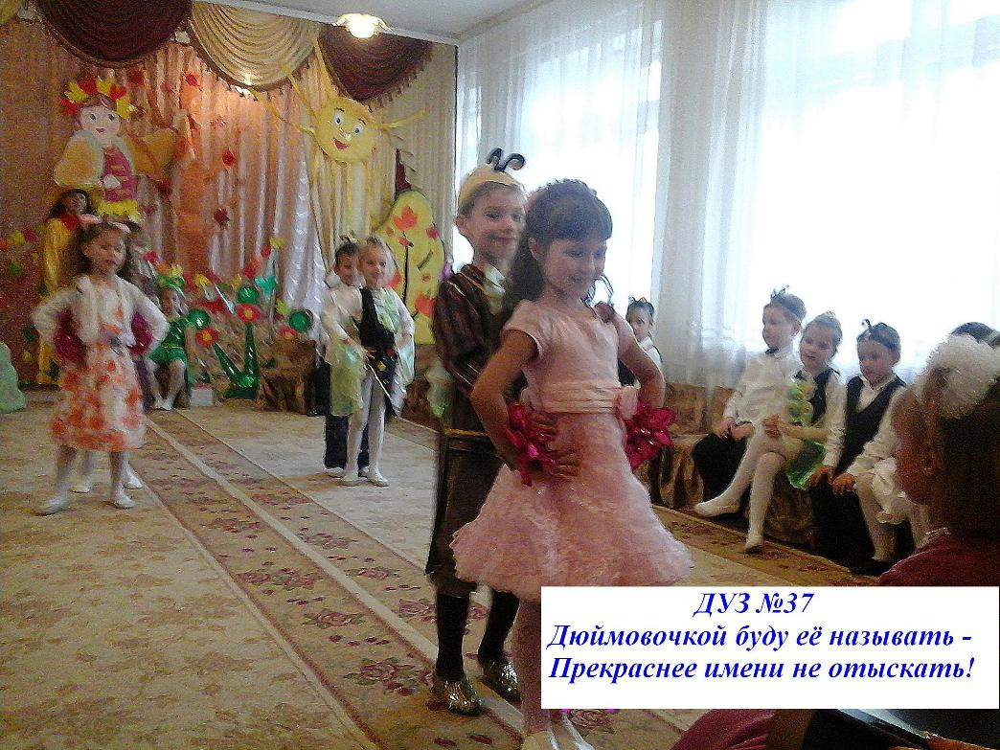 ДУЗ №37
Дюймовочкой буду её называть -
Прекраснее имени не отыскать!